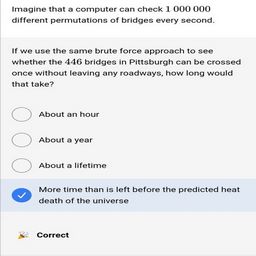 Imagine that a computer can check 1 000 000
different permutations of bridges every second.
If we use the same brute force approach to see
whether the 446 bridges in Pittsburgh can be crossed
once without leaving any roadways, how long would
that take?
About an hour
About a year
About a lifetime
More time than is left before the predicted heat
death of the universe
Correct